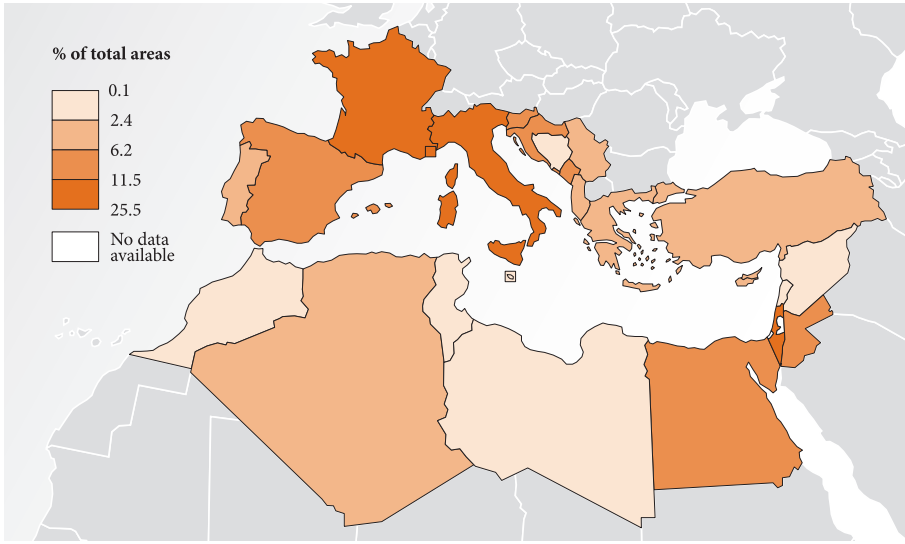 % of total areas
0.1
2.4
6.2
11.5
25.5
No data
available